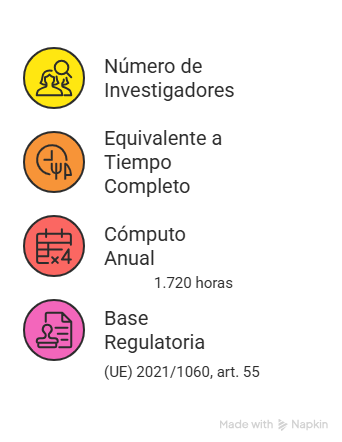 Número de
Investigadores
Equivalente a
Tiempo
Completo
x4
Cómputo
Anual
1.720 horas
Base
Regulatoria
(UE) 2021/1060, art. 55
Made with Napkin